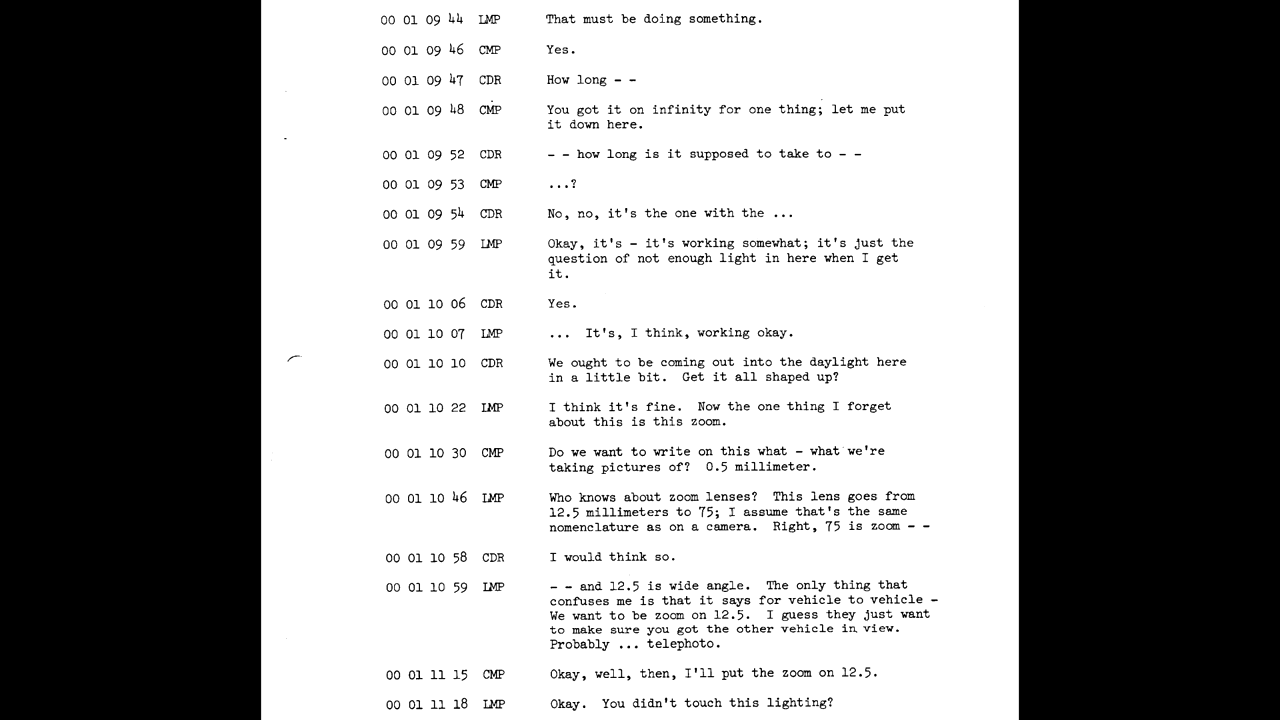 00 01 09 44 LMP That must be doing something.
00 01 09 46 CMP Yes.
00 01 09 47 CDR How long - -
00 01 09 48 CMP You got it on infinity for one thing; let me put
it down here.
00 01 09 52 CDR - - how long is it supposed to take to - -
00 01 09 53 CMP ...?
00 01 09 54 CDR No, no, it's the one with the ...
00 01 09 59 LMP Okay, it's - it's working somewhat; it's just the
question of not enough light in here when I get
it.
00 01 10 06 CDR Yes.
00 01 10 07 LMP ... It's, I think, working okay.
00 01 10 10 CDR We ought to be coming out into the daylight here
in a little bit. Get it all shaped up?
00 01 10 22 LMP I think it's fine. Now the one thing I forget
about this is this zoom.
00 01 10 30 CMP Do we want to write on this what - what we're
taking pictures of? 0.5 millimeter.
00 01 10 46 LMP Who knows about zoom lenses? This lens goes from
12.5 millimeters to 75; I assume that's the same
nomenclature as on a camera. Right, 75 is zoom - -
00 01 10 58 CDR I would think so.
00 01 10 59 LMP - - and 12.5 is wide angle. The only thing that
confuses me is that it says for vehicle to vehicle -
We want to be zoom on 12.5. I guess they just want
to make sure you got the other vehicle in view.
Probably ... telephoto.
00 01 11 15 CMP Okay, well, then, I'll put the zoom on 12.5.
00 01 11 18 LMP Okay. You didn't touch this lighting?